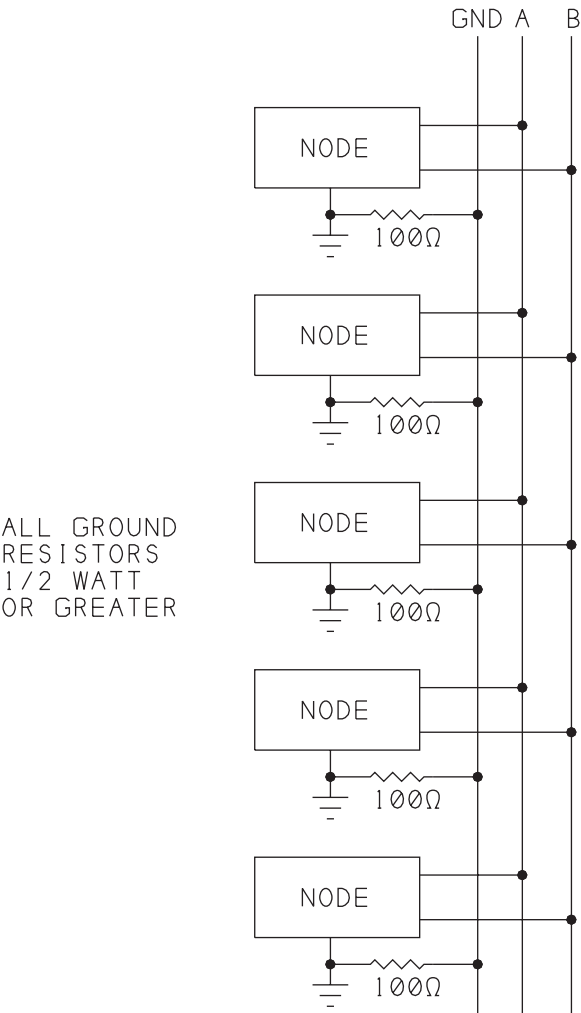 GND A B
NODE
100Ω
NODE
100Ω
ALL GROUND
RESISTORS
1/2 WATT
OR GREATER
NODE
100Ω
NODE
100Ω
NODE
100Ω